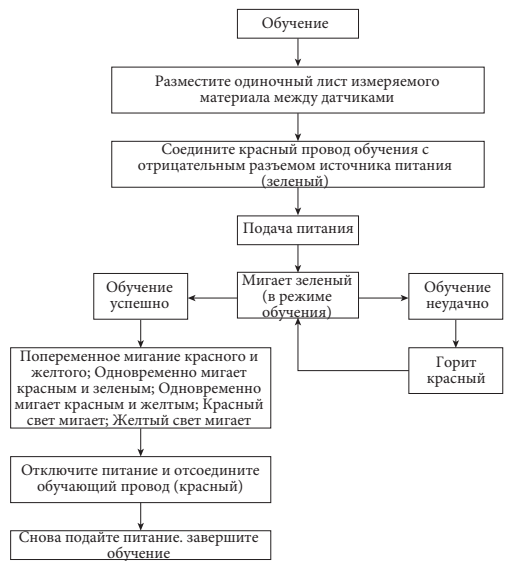 Обучение
Разместите одиночный лист измеряемого
материала между датчиками
Соедините красный провод обучения с
отрицательным разъемом источника питания
(зеленый)
Подача питания
Мигает зеленый
(в режиме
обучения)
Обучение
успешно
Обучение
неудачно
Горит
красный
Попеременное мигание красного и
желтого; Одновременно мигает
красным и зеленым; Одновременно
мигает красным и желтым; Красный
свет мигает; Желтый свет мигает
Отключите питание и отсоедините
обучающий провод (красный)
Снова подайте питание. завершите
обучение